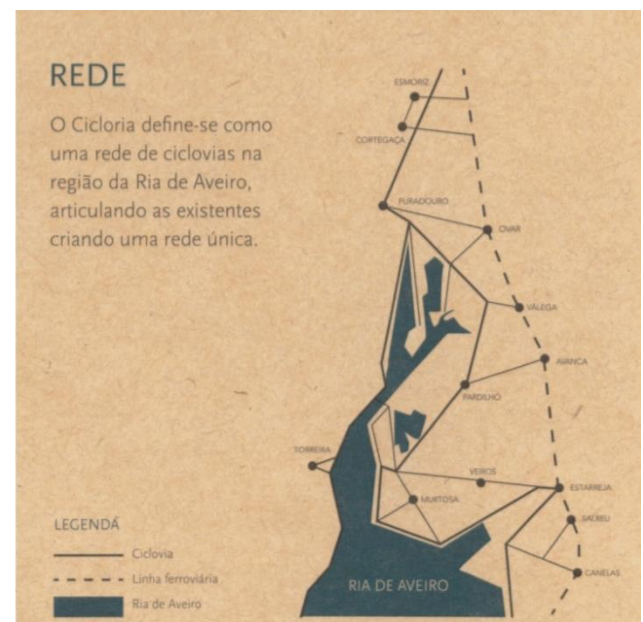 REDE
O Cicloria define-se como
uma rede de ciclovias na
região da Ria de Aveiro,
articulando as existentes
criando uma rede única.
ESMORIZ
CORTEGAÇA
FURADOURO
OVAR
VÁLEGA
AVANCA
PARDILHÓ
TORREIRA
VEIROS
ESTARREJA
MURTOSA
SALREU
CANELAS
RIA DE AVEIRO
LEGENDA
Ciclovia
Linha ferroviária
Ria de Aveiro